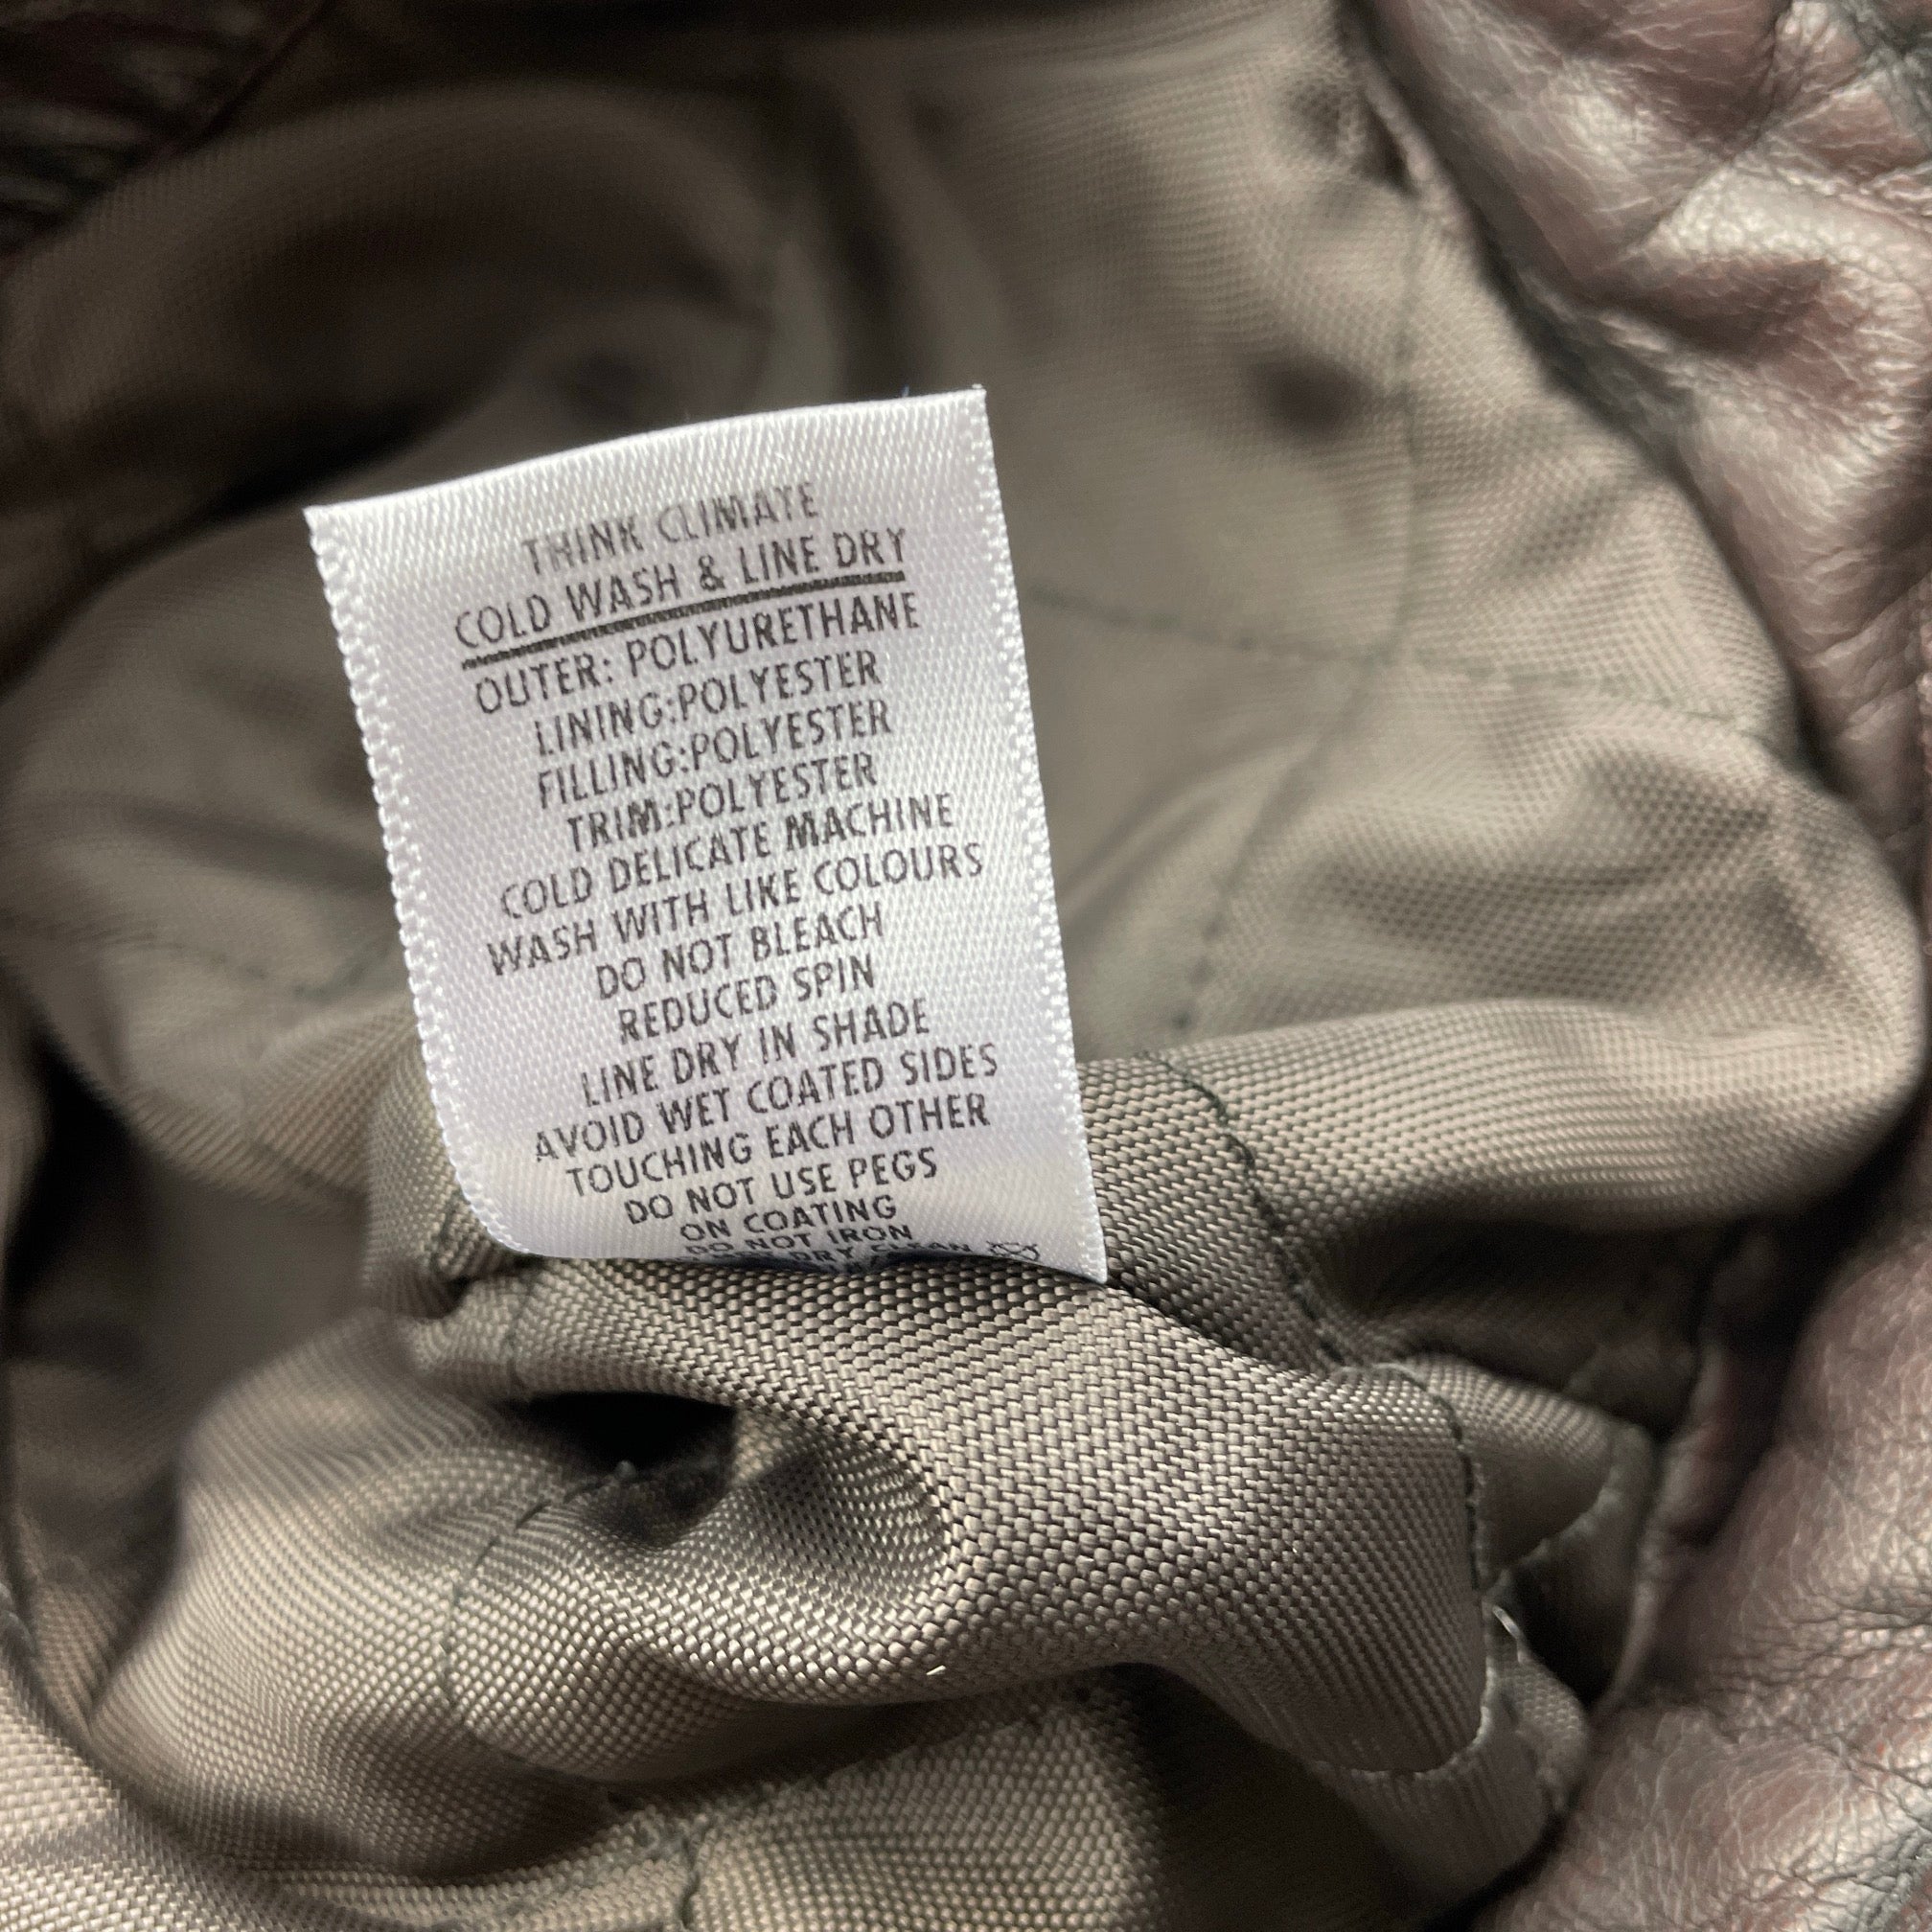 THINK CLIMATE
COLD WASH & LINE DRY
OUTER: POLYURETHANE
LINING:POLYESTER
FILLING:POLYESTER
TRIM:POLYESTER
COLD DELICATE MACHINE
WASH WITH LIKE COLOURS
DO NOT BLEACH
REDUCED SPIN
LINE DRY IN SHADE
AVOID WET COATED SIDES
TOUCHING EACH OTHER
DO NOT USE PEGS
ON COATING
DO NOT IRON
DRY CLEAN